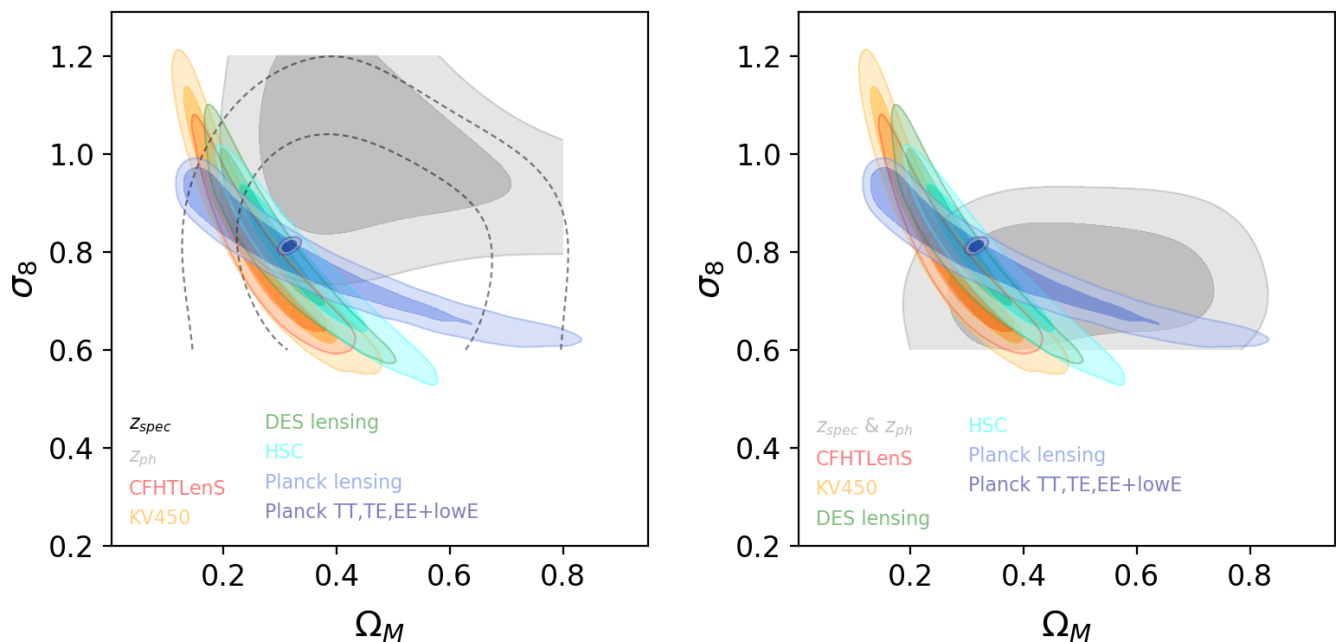 1.2
1.0
0.8
0.6
0.4
0.2
σ8
0.2 0.4 0.6 0.8
ΩM
zspec
zph
CFHTLenS
KV450
DES lensing
HSC
Planck lensing
Planck TT,TE,EE+lowE
1.2
1.0
0.8
0.6
0.4
0.2
σ8
0.2 0.4 0.6 0.8
ΩM
zspec & zph
CFHTLenS
KV450
DES lensing
HSC
Planck lensing
Planck TT,TE,EE+lowE